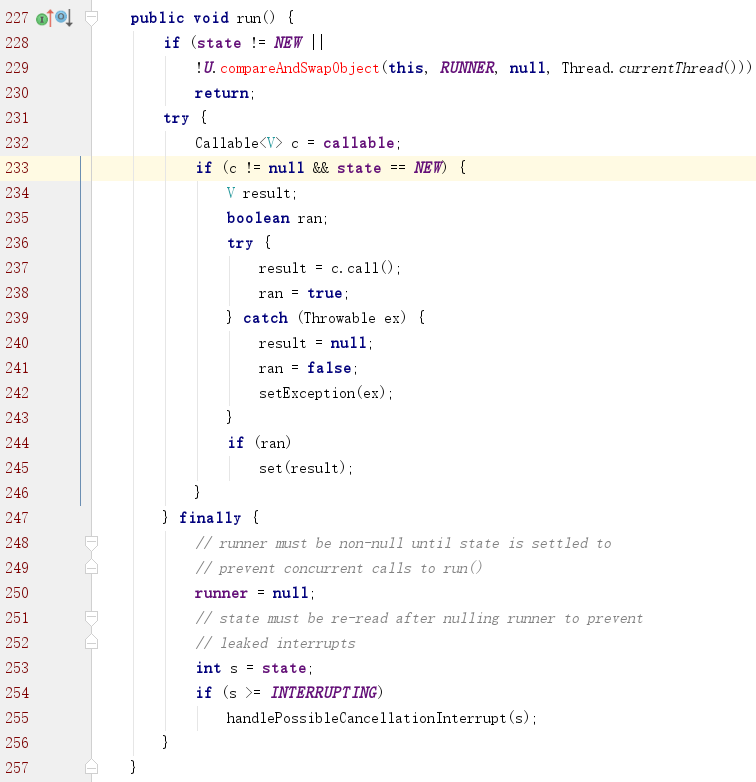 227 public void run() {
228 if (state != NEW ||
229 !U.compareAndSwapObject(this, RUNNER, null, Thread.currentThread()))
230 return;
231 try {
232 Callable<V> c = callable;
233 if (c != null && state == NEW) {
234 V result;
235 boolean ran;
236 try {
237 result = c.call();
238 ran = true;
239 } catch (Throwable ex) {
240 result = null;
241 ran = false;
242 setException(ex);
243 }
244 if (ran)
245 set(result);
246 }
247 } finally {
248 // runner must be non-null until state is settled to
249 // prevent concurrent calls to run()
250 runner = null;
251 // state must be re-read after nulling runner to prevent
252 // leaked interrupts
253 int s = state;
254 if (s >= INTERRUPTING)
255 handlePossibleCancellationInterrupt(s);
256 }
257 }